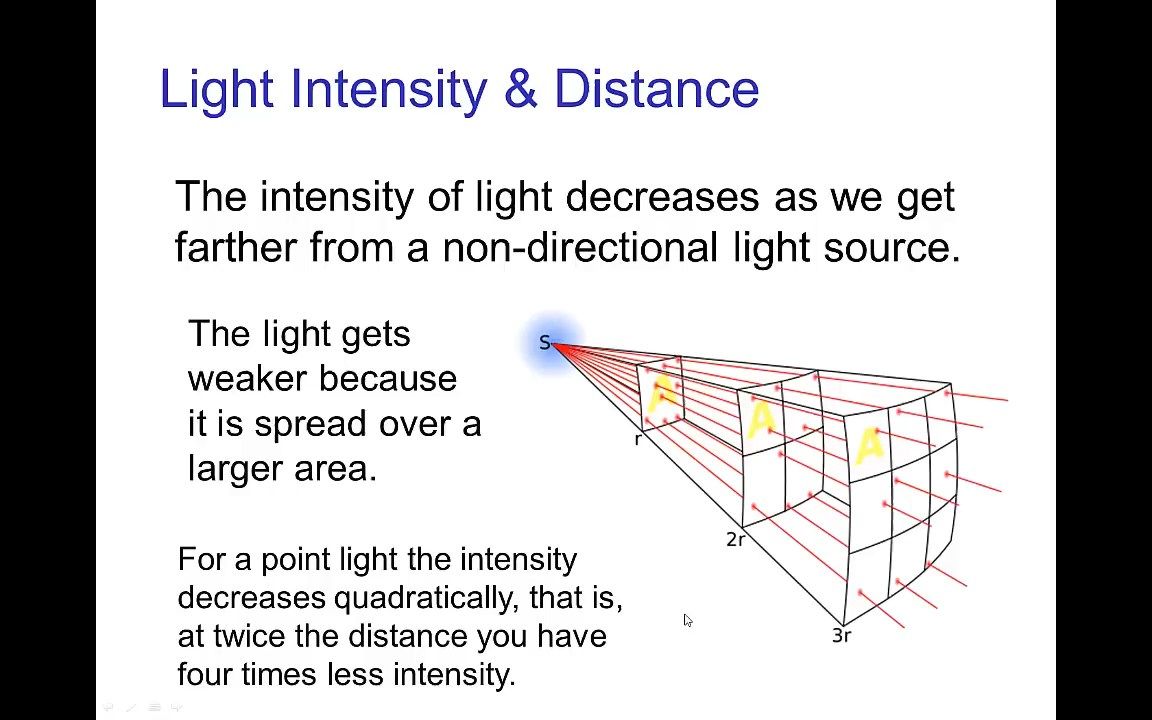 Light Intensity & Distance
The intensity of light decreases as we get
farther from a non-directional light source.
The light gets
weaker because
it is spread over a
larger area.
S
A
A
A
r
2r
3r
For a point light the intensity
decreases quadratically, that is,
at twice the distance you have
four times less intensity.